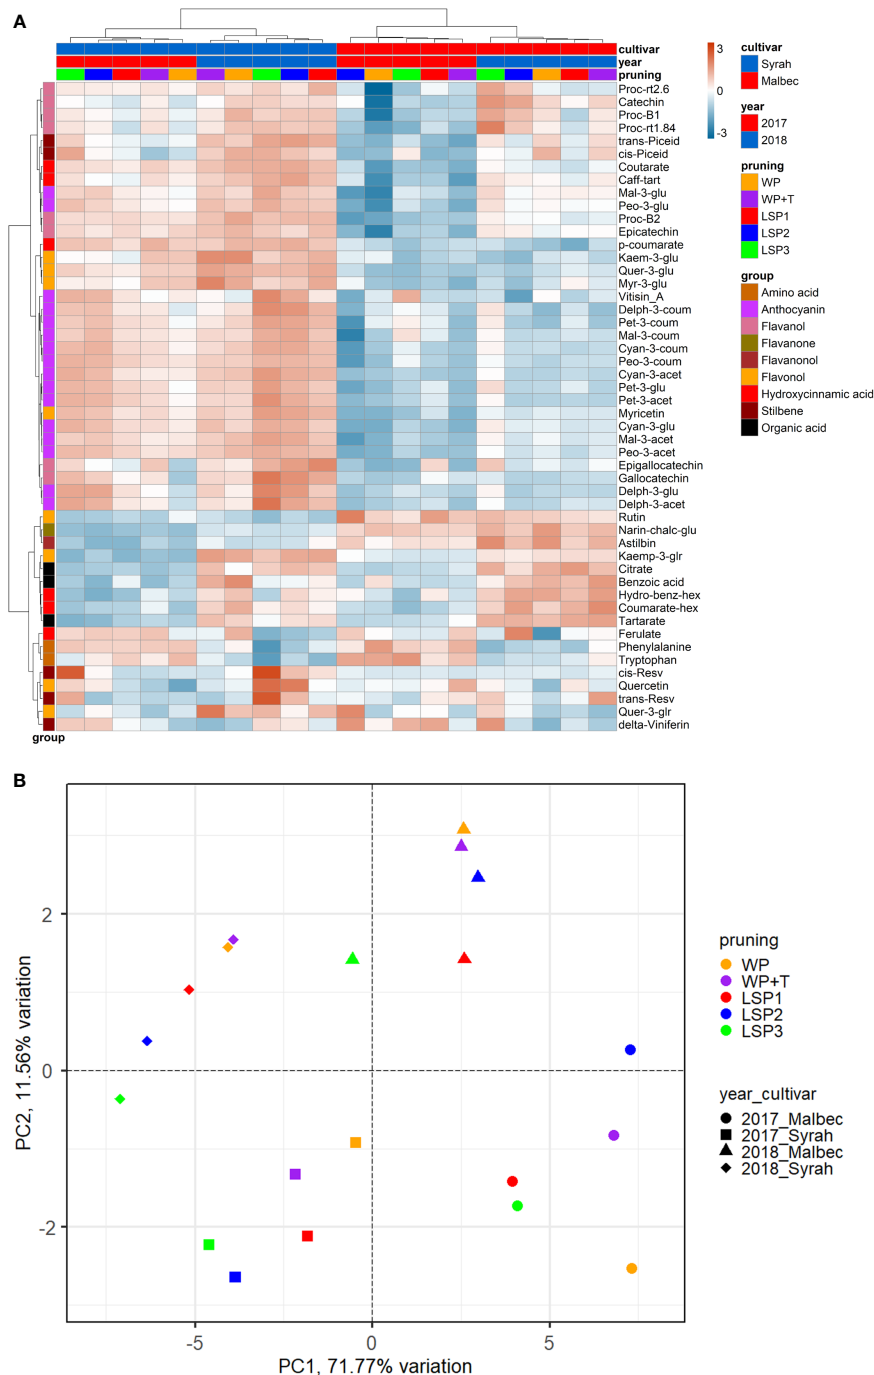 A
cultivar
year
pruning
Proc-rt2.6
Catechin
Proc-B1
Proc-rt1.84
trans-Piceid
cis-Piceid
Coutarate
Caff-tart
Mal-3-glu
Peo-3-glu
Proc-B2
Epicatechin
p-coumarate
Kaem-3-glu
Quer-3-glu
Myr-3-glu
Vitisin_A
Delph-3-coum
Pet-3-coum
Mal-3-coum
Cyan-3-coum
Peo-3-coum
Cyan-3-acet
Pet-3-glu
Pet-3-acet
Myricetin
Cyan-3-glu
Mal-3-acet
Peo-3-acet
Epigallocatechin
Gallocatechin
Delph-3-glu
Delph-3-acet
Rutin
Narin-chalc-glu
Astilbin
Kaemp-3-glr
Citrate
Benzoic acid
Hydro-benz-hex
Coumarate-hex
Tartarate
Ferulate
Phenylalanine
Tryptophan
cis-Resv
Quercetin
trans-Resv
Quer-3-glr
delta-Viniferin
group
3
0
-3
cultivar
Syrah
Malbec
year
2017
2018
pruning
WP
WP+T
LSP1
LSP2
LSP3
group
Amino acid
Anthocyanin
Flavanol
Flavanone
Flavanonol
Flavonol
Hydroxycinnamic acid
Stilbene
Organic acid
B
PC2, 11.56% variation
2
0
-2
-5
0
5
PC1, 71.77% variation
pruning
WP
WP+T
LSP1
LSP2
LSP3
year_cultivar
2017_Malbec
2017_Syrah
2018_Malbec
2018_Syrah